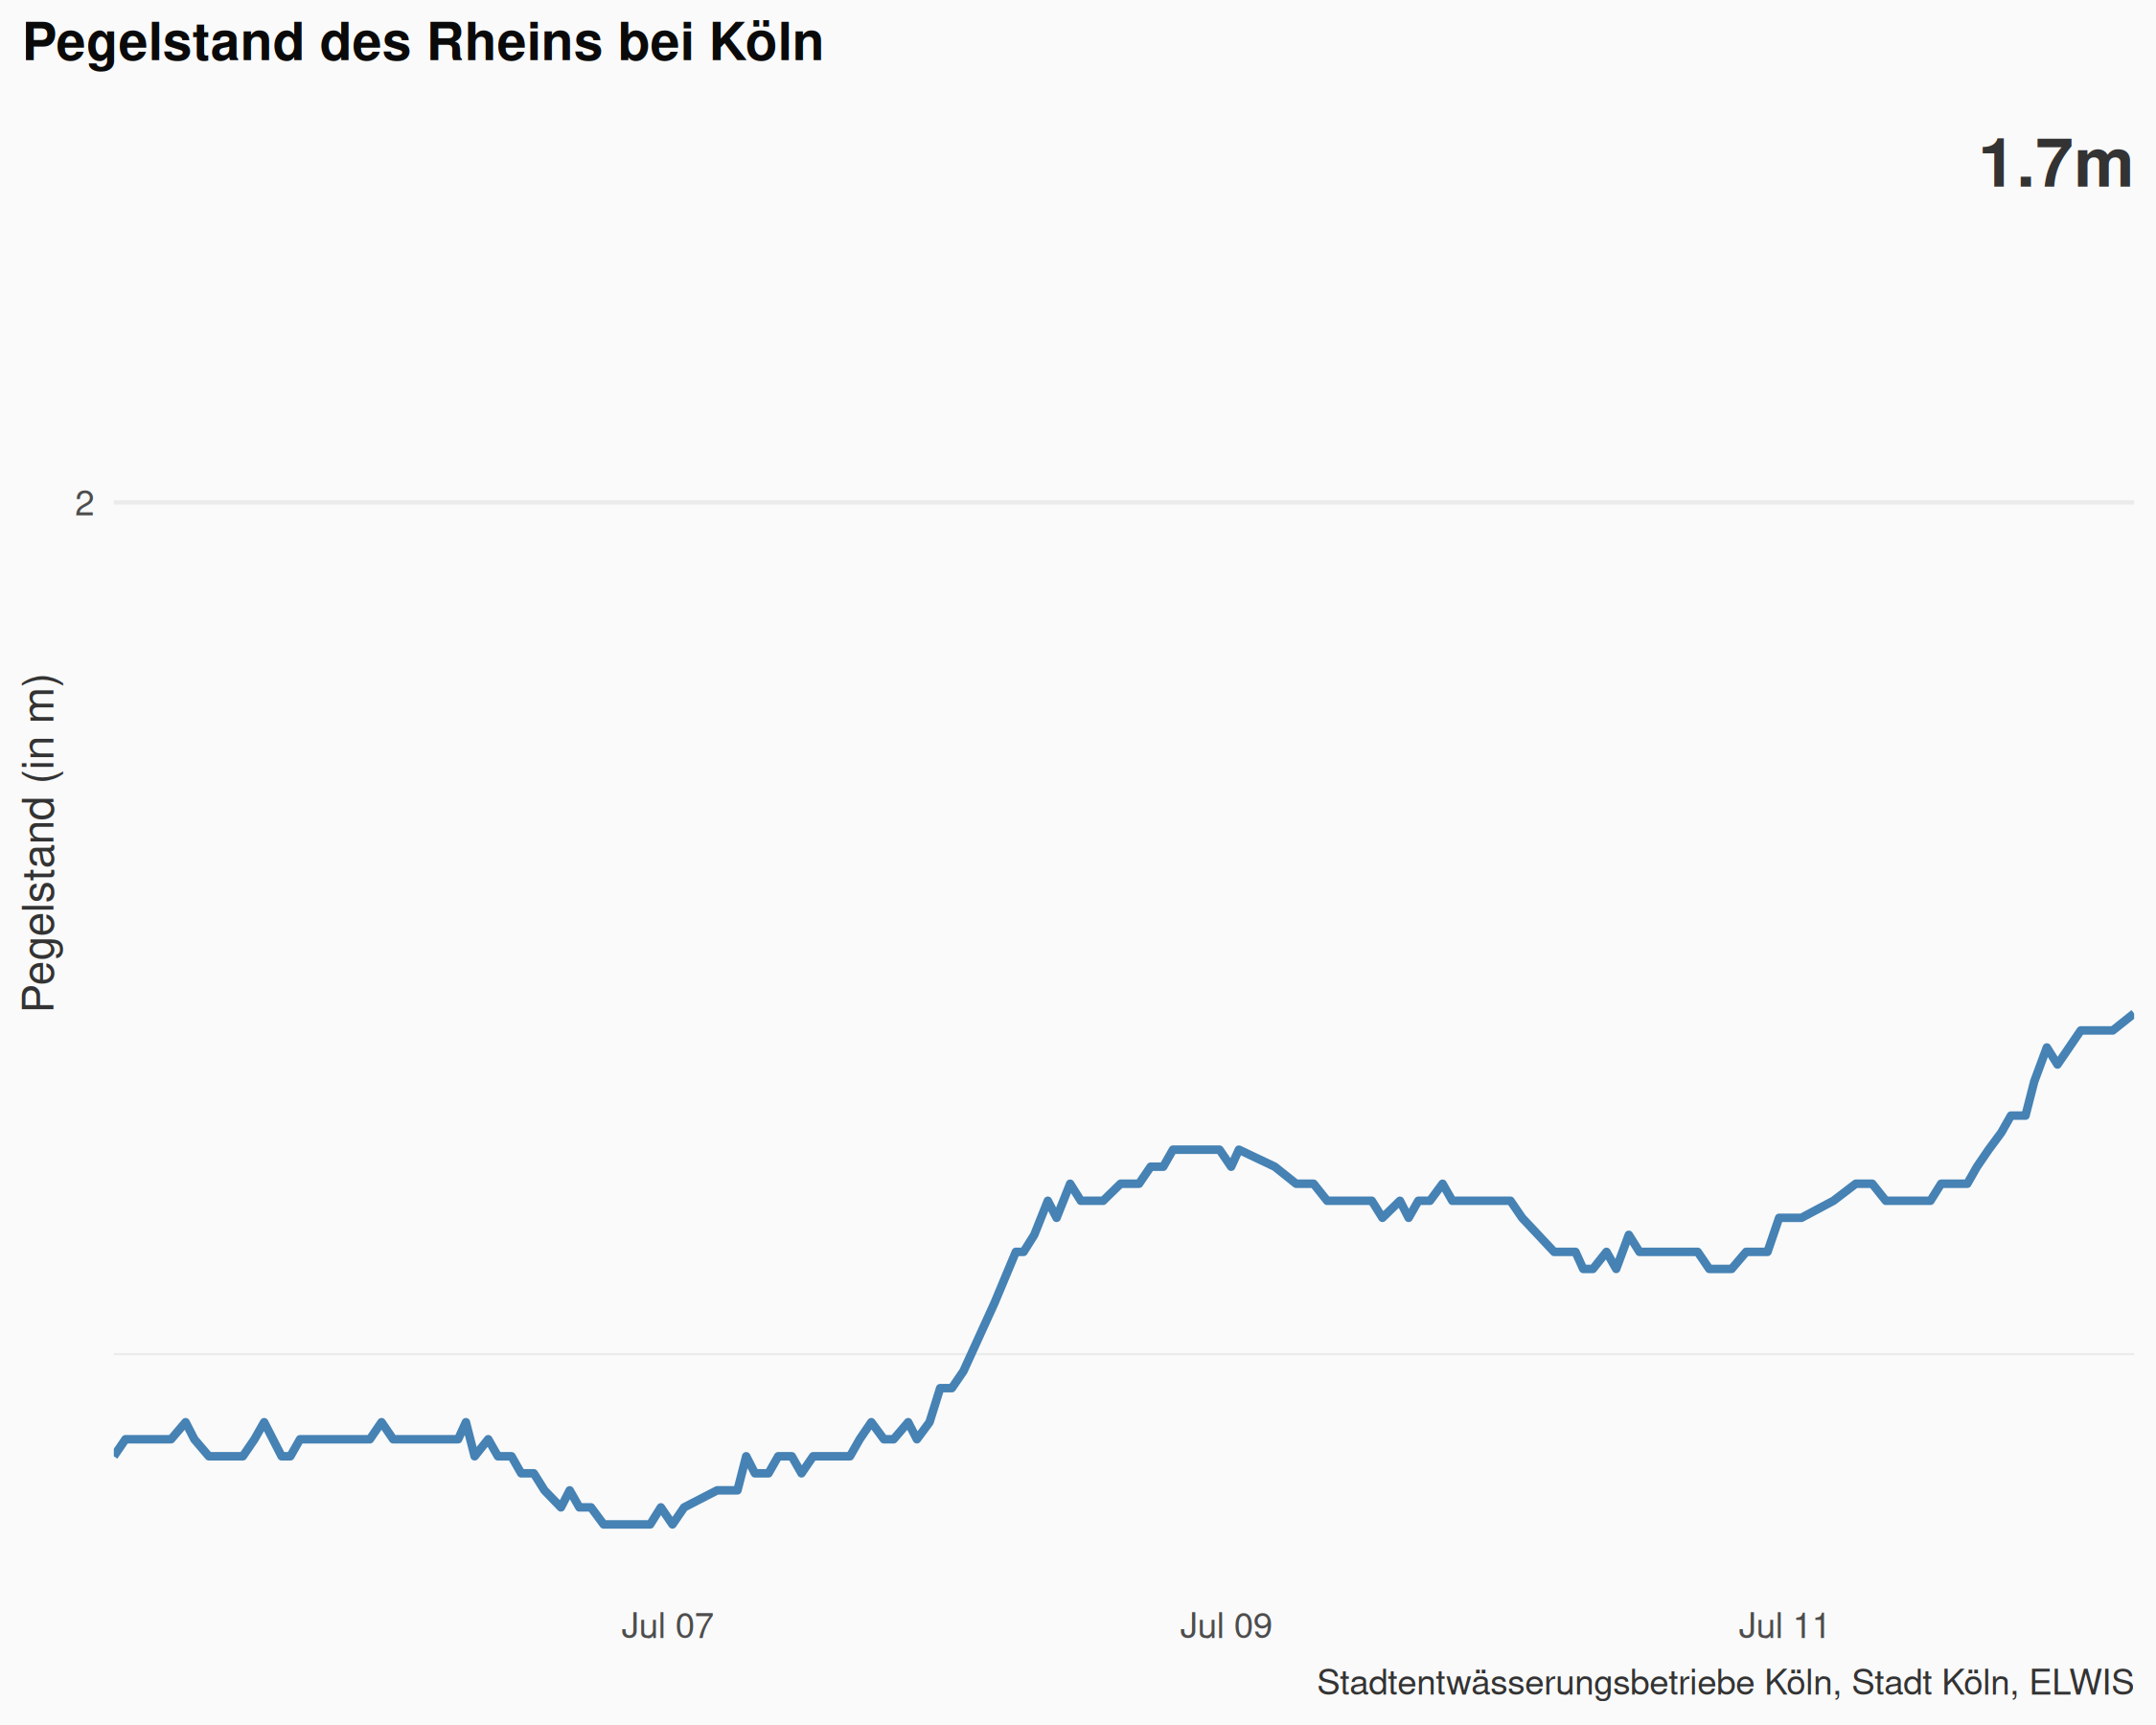 Pegelstand des Rheins bei Köln
1.7m
2
Pegelstand (in m)
Jul 07
Jul 09
Jul 11
Stadtentwässerungsbetriebe Köln, Stadt Köln, ELWIS